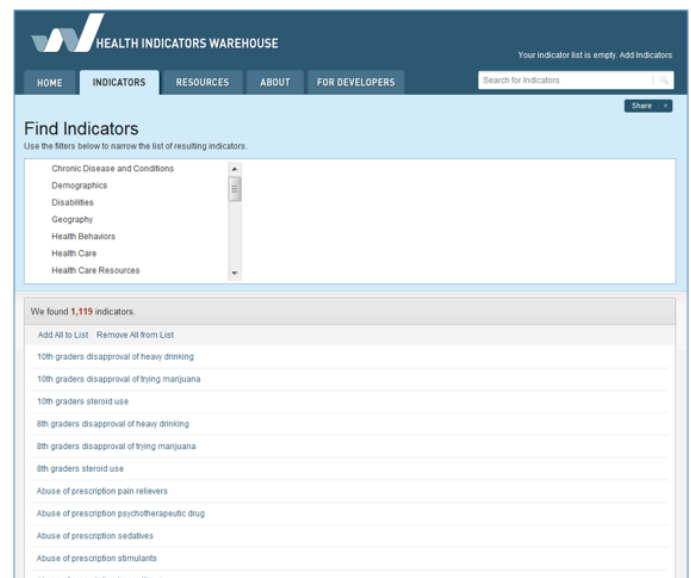 HEALTH INDICATORS WAREHOUSE
Your indicator list is empty. Add Indicators
HOME INDICATORS RESOURCES ABOUT FOR DEVELOPERS Search for Indicators
Share
Find Indicators
Use the filters below to narrow the list of resulting indicators.
Chronic Disease and Conditions
Demographics
Disabilities
Geography
Health Behaviors
Health Care
Health Care Resources
We found 1,119 indicators.
Add All to List Remove All from List
10th graders disapproval of heavy drinking
10th graders disapproval of trying marijuana
10th graders steroid use
8th graders disapproval of heavy drinking
8th graders disapproval of trying marijuana
8th graders steroid use
Abuse of prescription pain relievers
Abuse of prescription psychotherapeutic drug
Abuse of prescription sedatives
Abuse of prescription stimulants